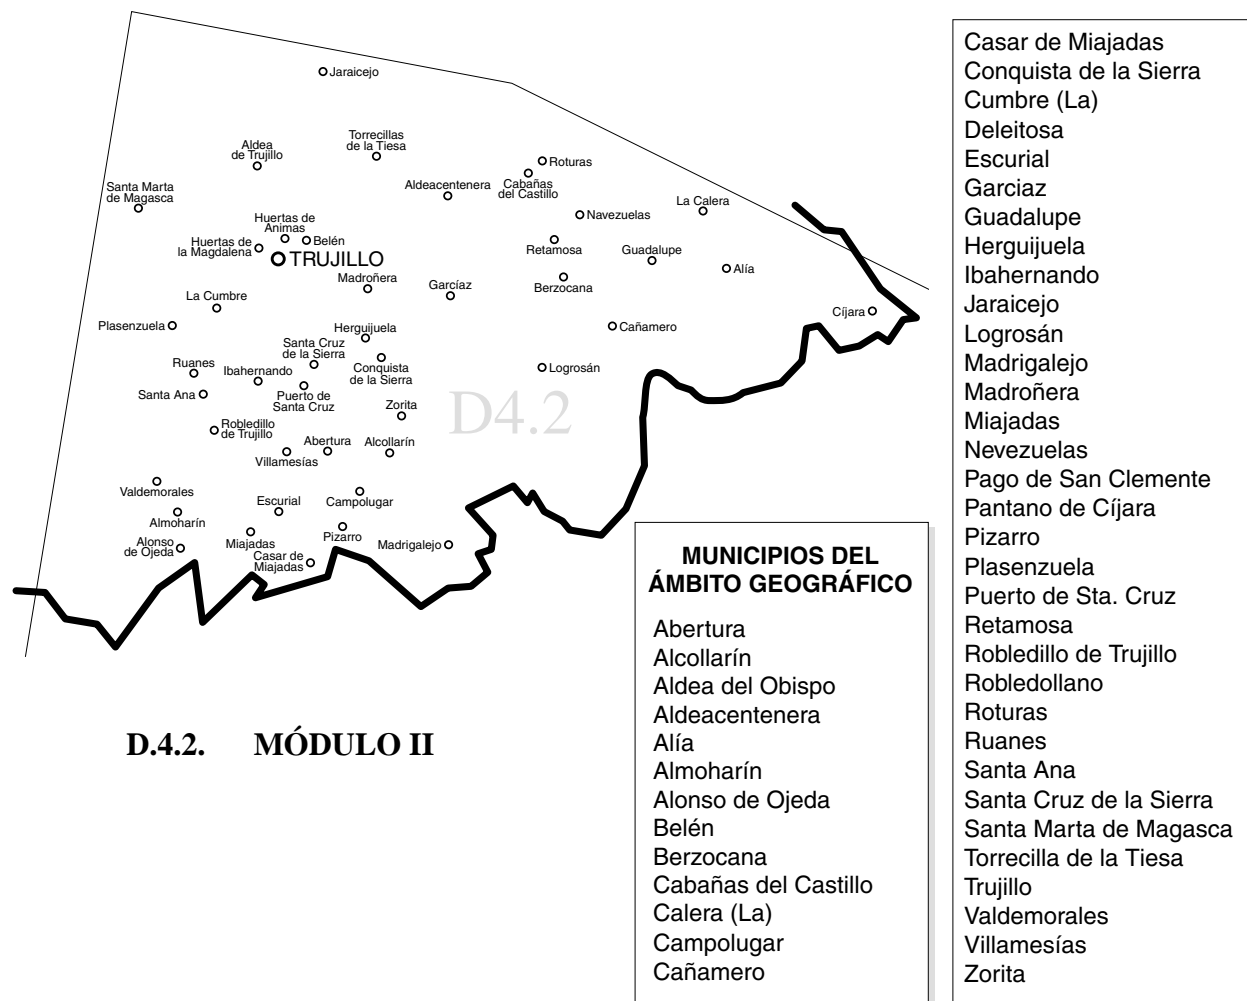 Jaraicejo
Aldea
de Trujillo
Torrecillas
de la Tiesa
Roturas
Cabañas
del Castillo
Aldeacentenera
Santa Marta
de Magasca
La Calera
Navezuelas
Huertas de
Animas
Belén
Huertas de
la Magdalena
TRUJILLO
Retamosa
Guadalupe
Alía
Madroñera
Garcíaz
Berzocana
La Cumbre
Plasenzuela
Cíjara
Cañamero
Herguijuela
Santa Cruz
de la Sierra
Conquista
de la Sierra
Ruanes
Ibahernando
Logrosán
Santa Ana
Puerto de
Santa Cruz
Zorita
D4.2
Robledillo
de Trujillo
Abertura
Alcollarín
Villamesías
Valdemorales
Escurial
Campolugar
Almoharín
Alonso
de Ojeda
Miajadas
Casar de
Miajadas
Pizarro
Madrigalejo
D.4.2. MÓDULO II
MUNICIPIOS DEL
ÁMBITO GEOGRÁFICO
Abertura
Alcollarín
Aldea del Obispo
Aldeacentenera
Alía
Almoharín
Alonso de Ojeda
Belén
Berzocana
Cabañas del Castillo
Calera (La)
Campolugar
Cañamero
Casar de Miajadas
Conquista de la Sierra
Cumbre (La)
Deleitosa
Escurial
Garciaz
Guadalupe
Herguijuela
Ibahernando
Jaraicejo
Logrosán
Madrigalejo
Madroñera
Miajadas
Nevezuelas
Pago de San Clemente
Pantano de Cíjara
Pizarro
Plasenzuela
Puerto de Sta. Cruz
Retamosa
Robledillo de Trujillo
Robledollano
Roturas
Ruanes
Santa Ana
Santa Cruz de la Sierra
Santa Marta de Magasca
Torrecilla de la Tiesa
Trujillo
Valdemorales
Villamesías
Zorita